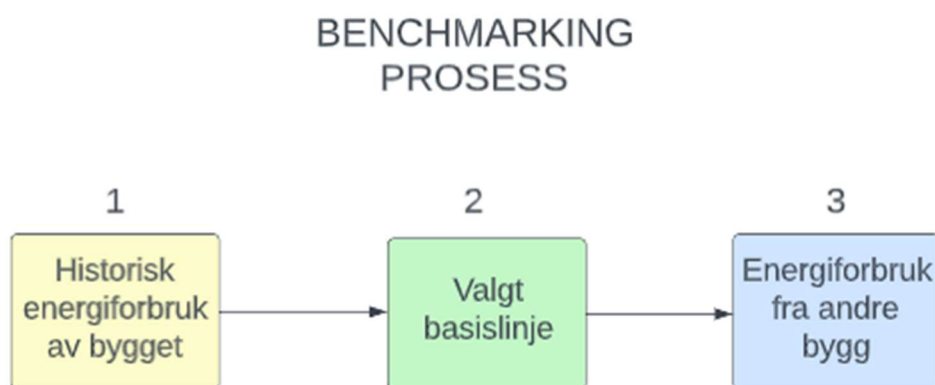 BENCHMARKING
PROSESS
1
2
3
Historisk
energiforbruk
av bygget
Valgt
basislinje
Energiforbruk
fra andre
bygg